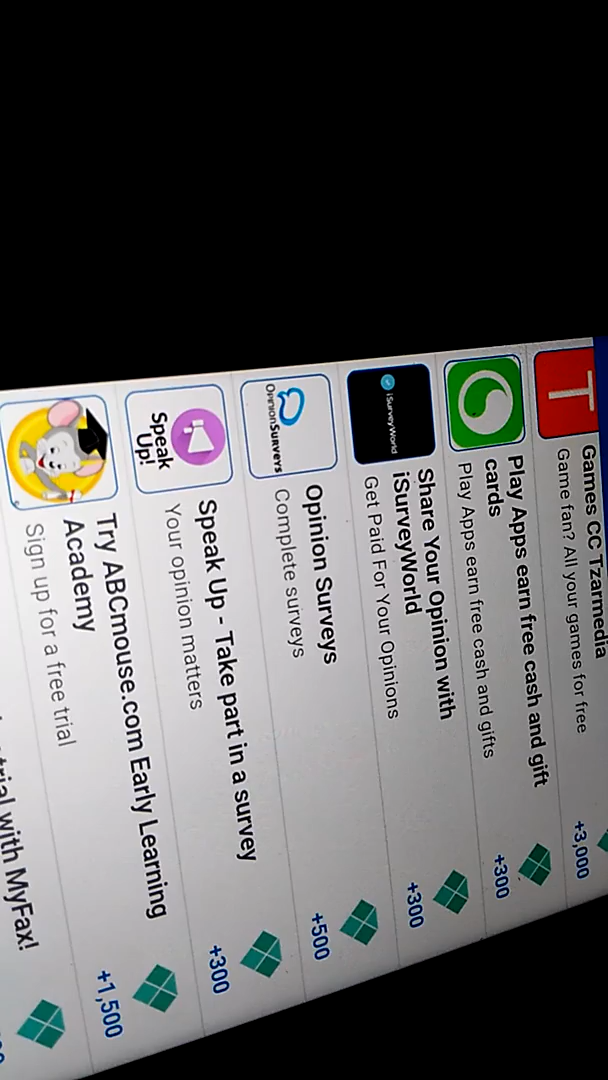 T
Games CC Tzarmedia
Game fan? All your games for free
+3,000
Play Apps earn free cash and gift
cards
Play Apps earn free cash and gifts
+300
iSurveyWorld
Share Your Opinion with
iSurveyWorld
Get Paid For Your Opinions
+300
OPINIONSURVEYS
Opinion Surveys
Complete surveys
+500
Speak
Up!
Speak Up - Take part in a survey
Your opinion matters
+300
Try ABCmouse.com Early Learning
Academy
Sign up for a free trial
+1,500
trial with MyFax!